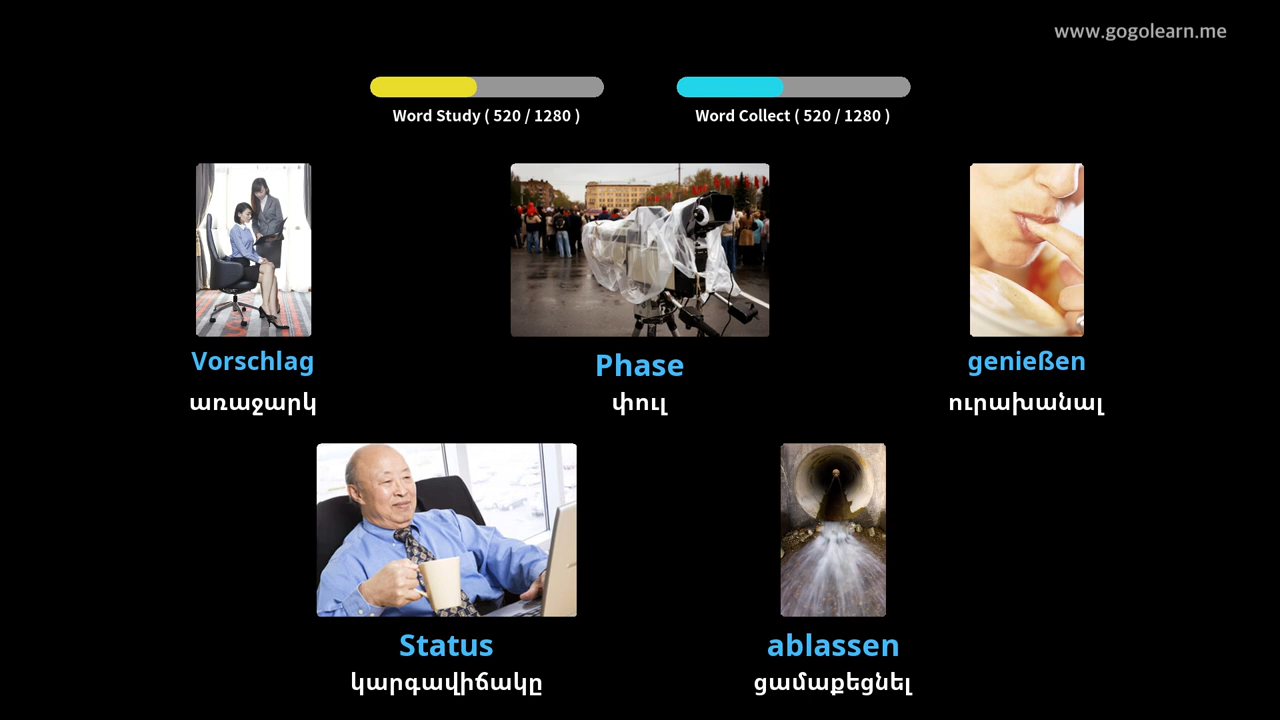 www.gogolearn.me
Word Study ( 520 / 1280 )
Word Collect ( 520 / 1280 )
Vorschlag
առաջարկ
Phase
փուլ
genießen
ուրախանալ
Status
կարգավիճակը
ablassen
ցամաքեցնել